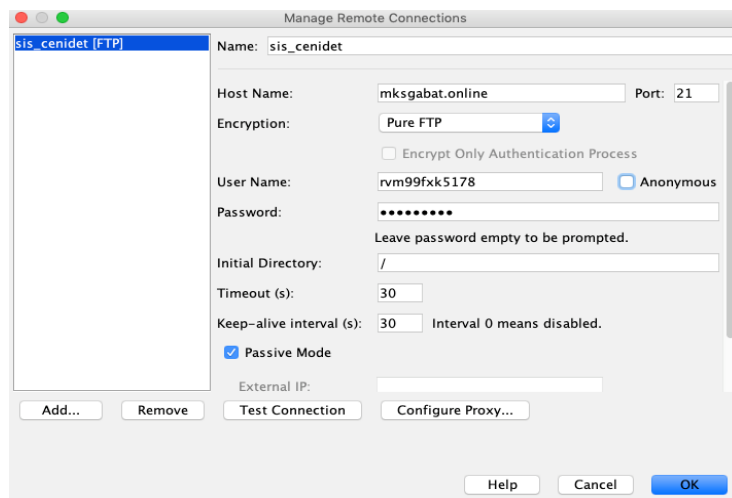 Manage Remote Connections
sis_cenidet [FTP]
Name: sis_cenidet
Host Name: mksgabat.online Port: 21
Encryption: Pure FTP
Encrypt Only Authentication Process
User Name: rvm99fxk5178 Anonymous
Password: •••••••••
Leave password empty to be prompted.
Initial Directory: /
Timeout (s): 30
Keep-alive interval (s): 30 Interval 0 means disabled.
Passive Mode
External IP:
Add... Remove Test Connection Configure Proxy...
Help Cancel OK